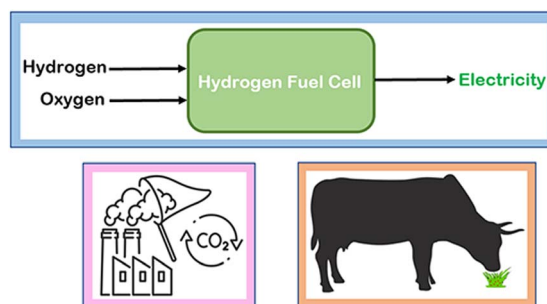 Hydrogen
Oxygen
Hydrogen Fuel Cell
Electricity
CO₂